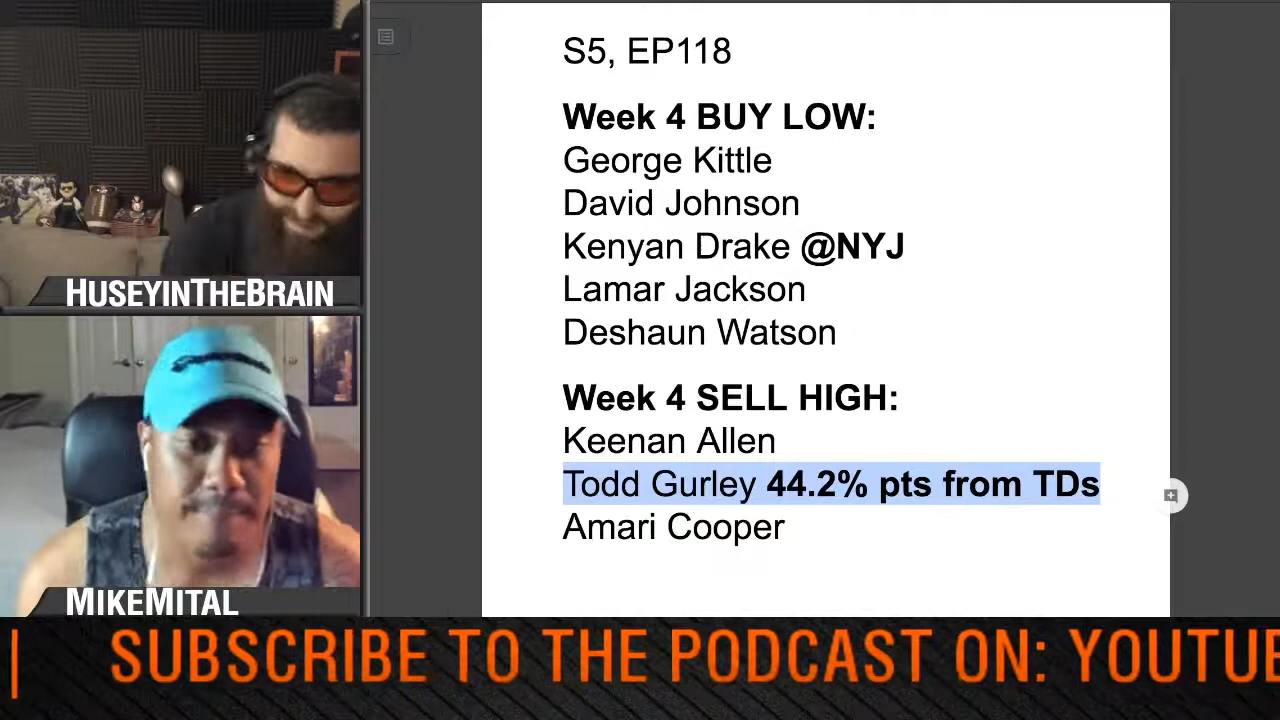 S5, EP118
Week 4 BUY LOW:
George Kittle
David Johnson
Kenyan Drake @NYJ
Lamar Jackson
Deshaun Watson
Week 4 SELL HIGH:
Keenan Allen
Todd Gurley 44.2% pts from TDs
Amari Cooper
HUSEYINTHEBRAIN
MIKEMITAL
| SUBSCRIBE TO THE PODCAST ON: YOUTUBE